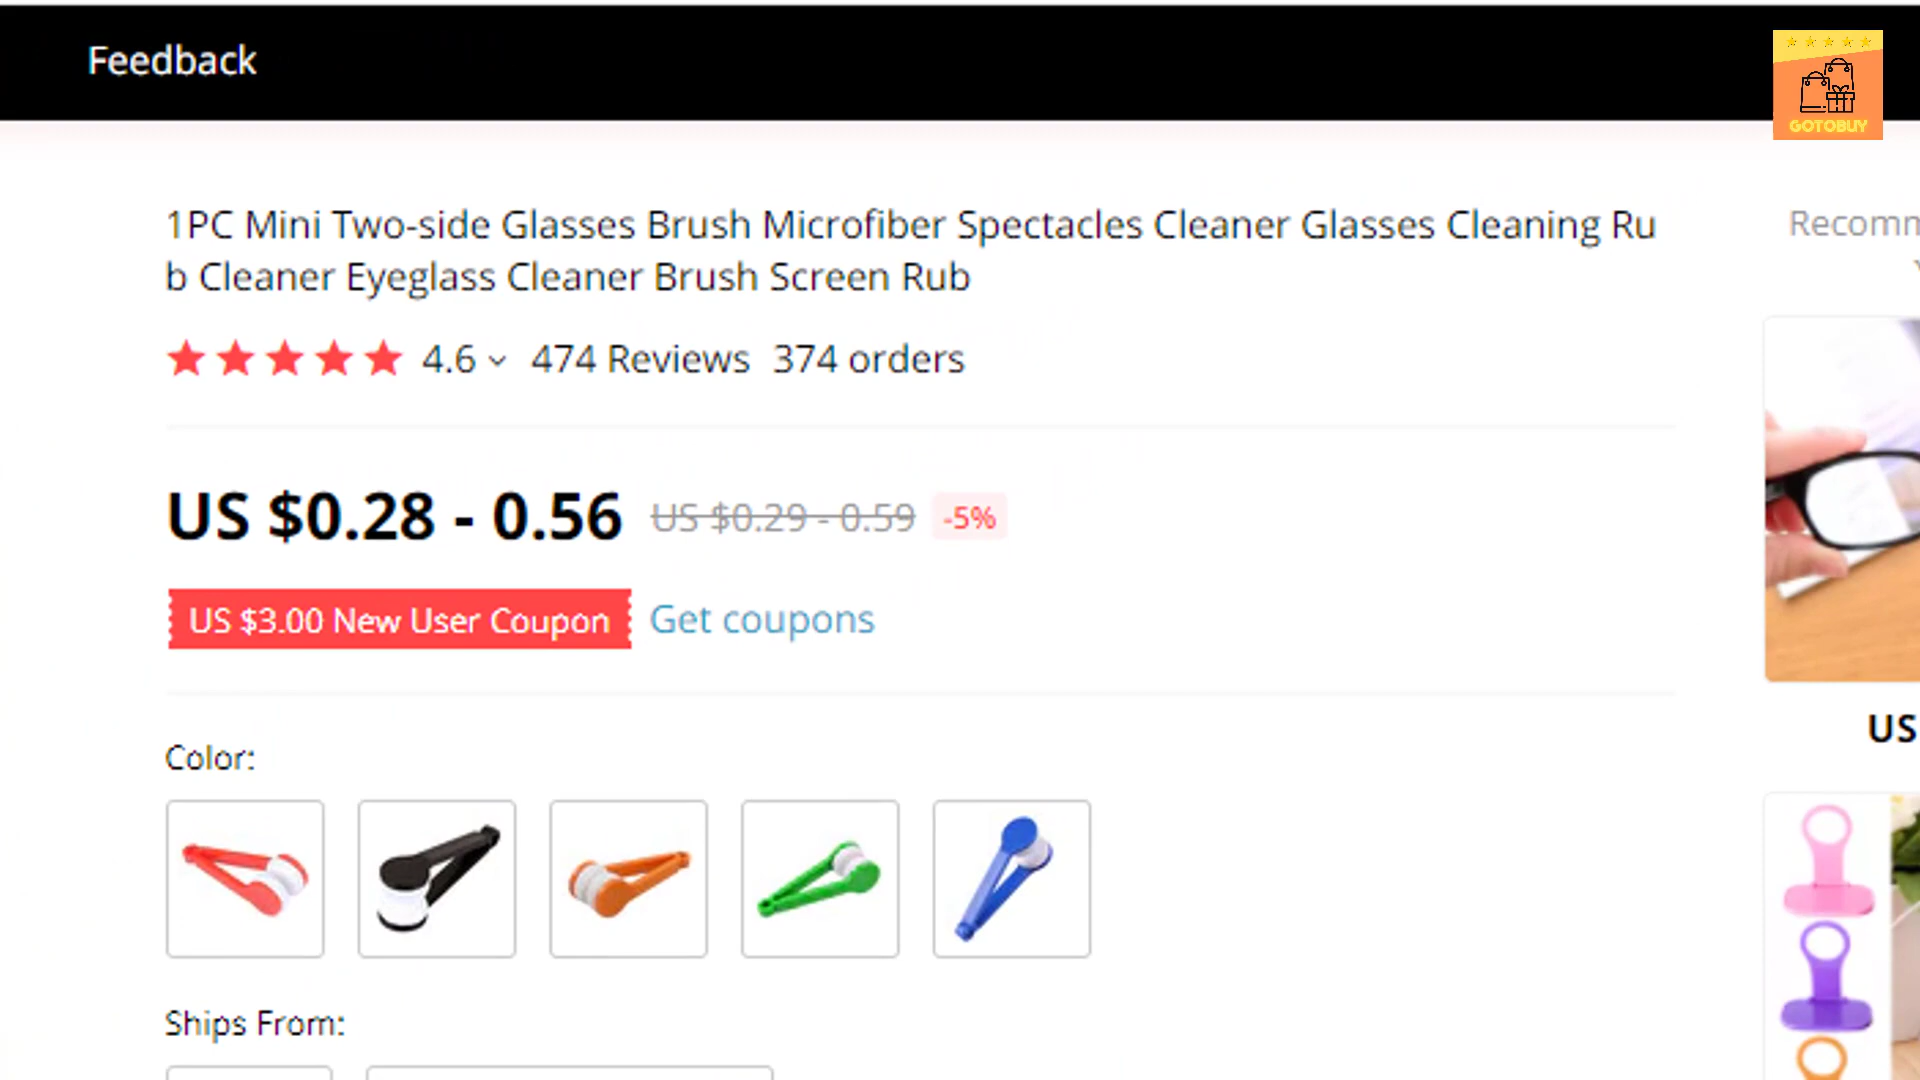 Feedback
GOTOBUY
1PC Mini Two-side Glasses Brush Microfiber Spectacles Cleaner Glasses Cleaning Ru
b Cleaner Eyeglass Cleaner Brush Screen Rub
Recomm
4.6 474 Reviews 374 orders
US $0.28 - 0.56 US $0.29 - 0.59 -5%
US $3.00 New User Coupon Get coupons
US
Color:
Ships From: